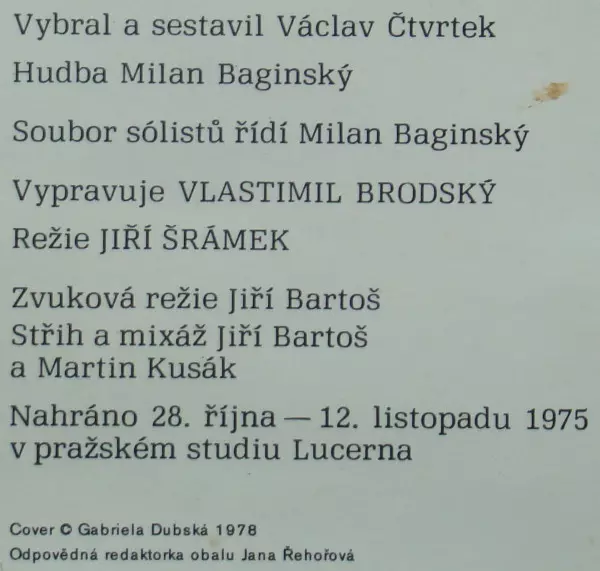 Vybral a sestavil Václav Čtvrtek
Hudba Milan Baginský
Soubor sólistů řídí Milan Baginský
Vypravuje VLASTIMIL BRODSKÝ
Režie JIŘÍ ŠRÁMEK
Zvuková režie Jiří Bartoš
Střih a mixáž Jiří Bartoš
a Martin Kusák
Nahráno 28. října — 12. listopadu 1975
v pražském studiu Lucerna
Cover © Gabriela Dubská 1978
Odpovědná redaktorka obalu Jana Řehořová